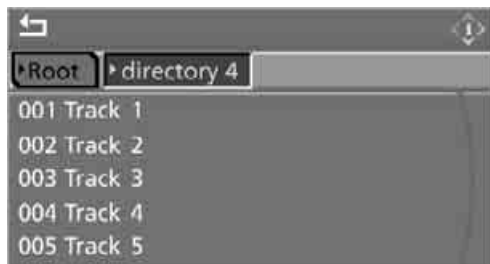 Root directory 4
001 Track 1
002 Track 2
003 Track 3
004 Track 4
005 Track 5